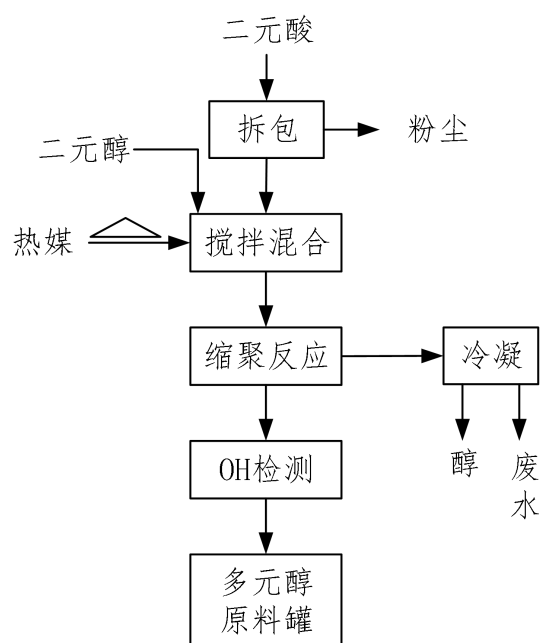 二元酸
拆包
粉尘
二元醇
热媒
搅拌混合
缩聚反应
冷凝
OH检测
醇
废
水
多元醇
原料罐